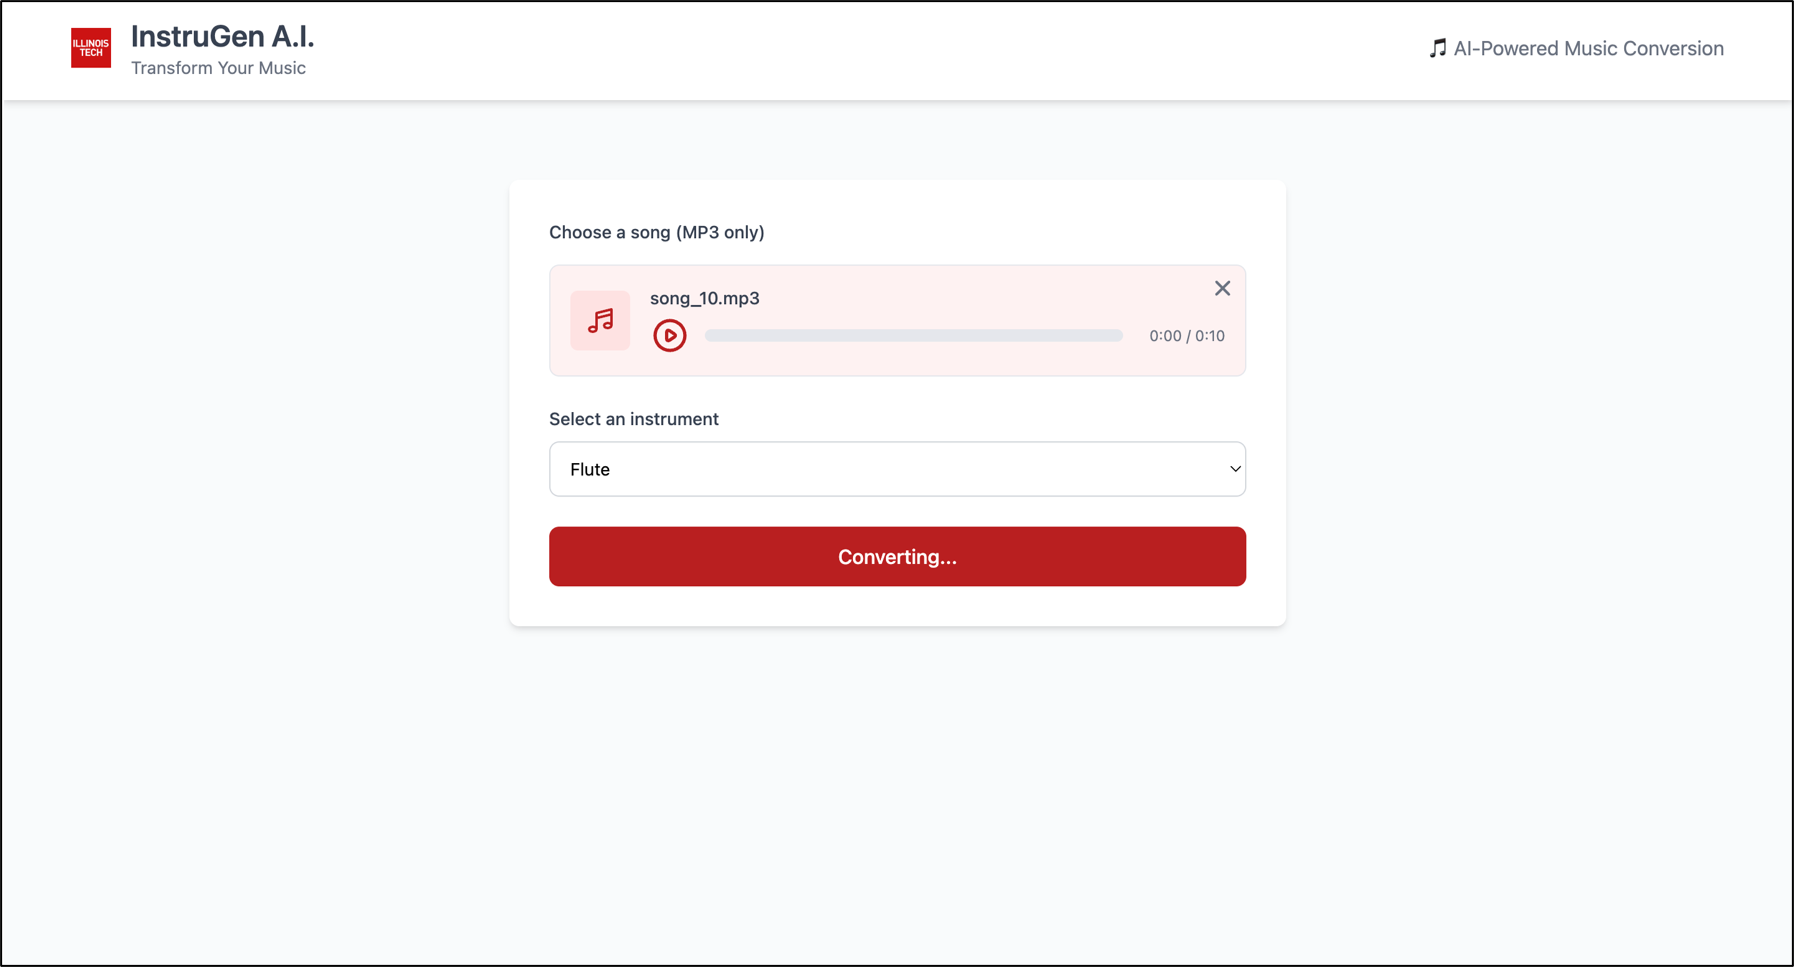 ILLINOIS
TECH
InstruGen A.I.
Transform Your Music
AI-Powered Music Conversion
Choose a song (MP3 only)
song_10.mp3
0:00 / 0:10
Select an instrument
Flute
Converting...